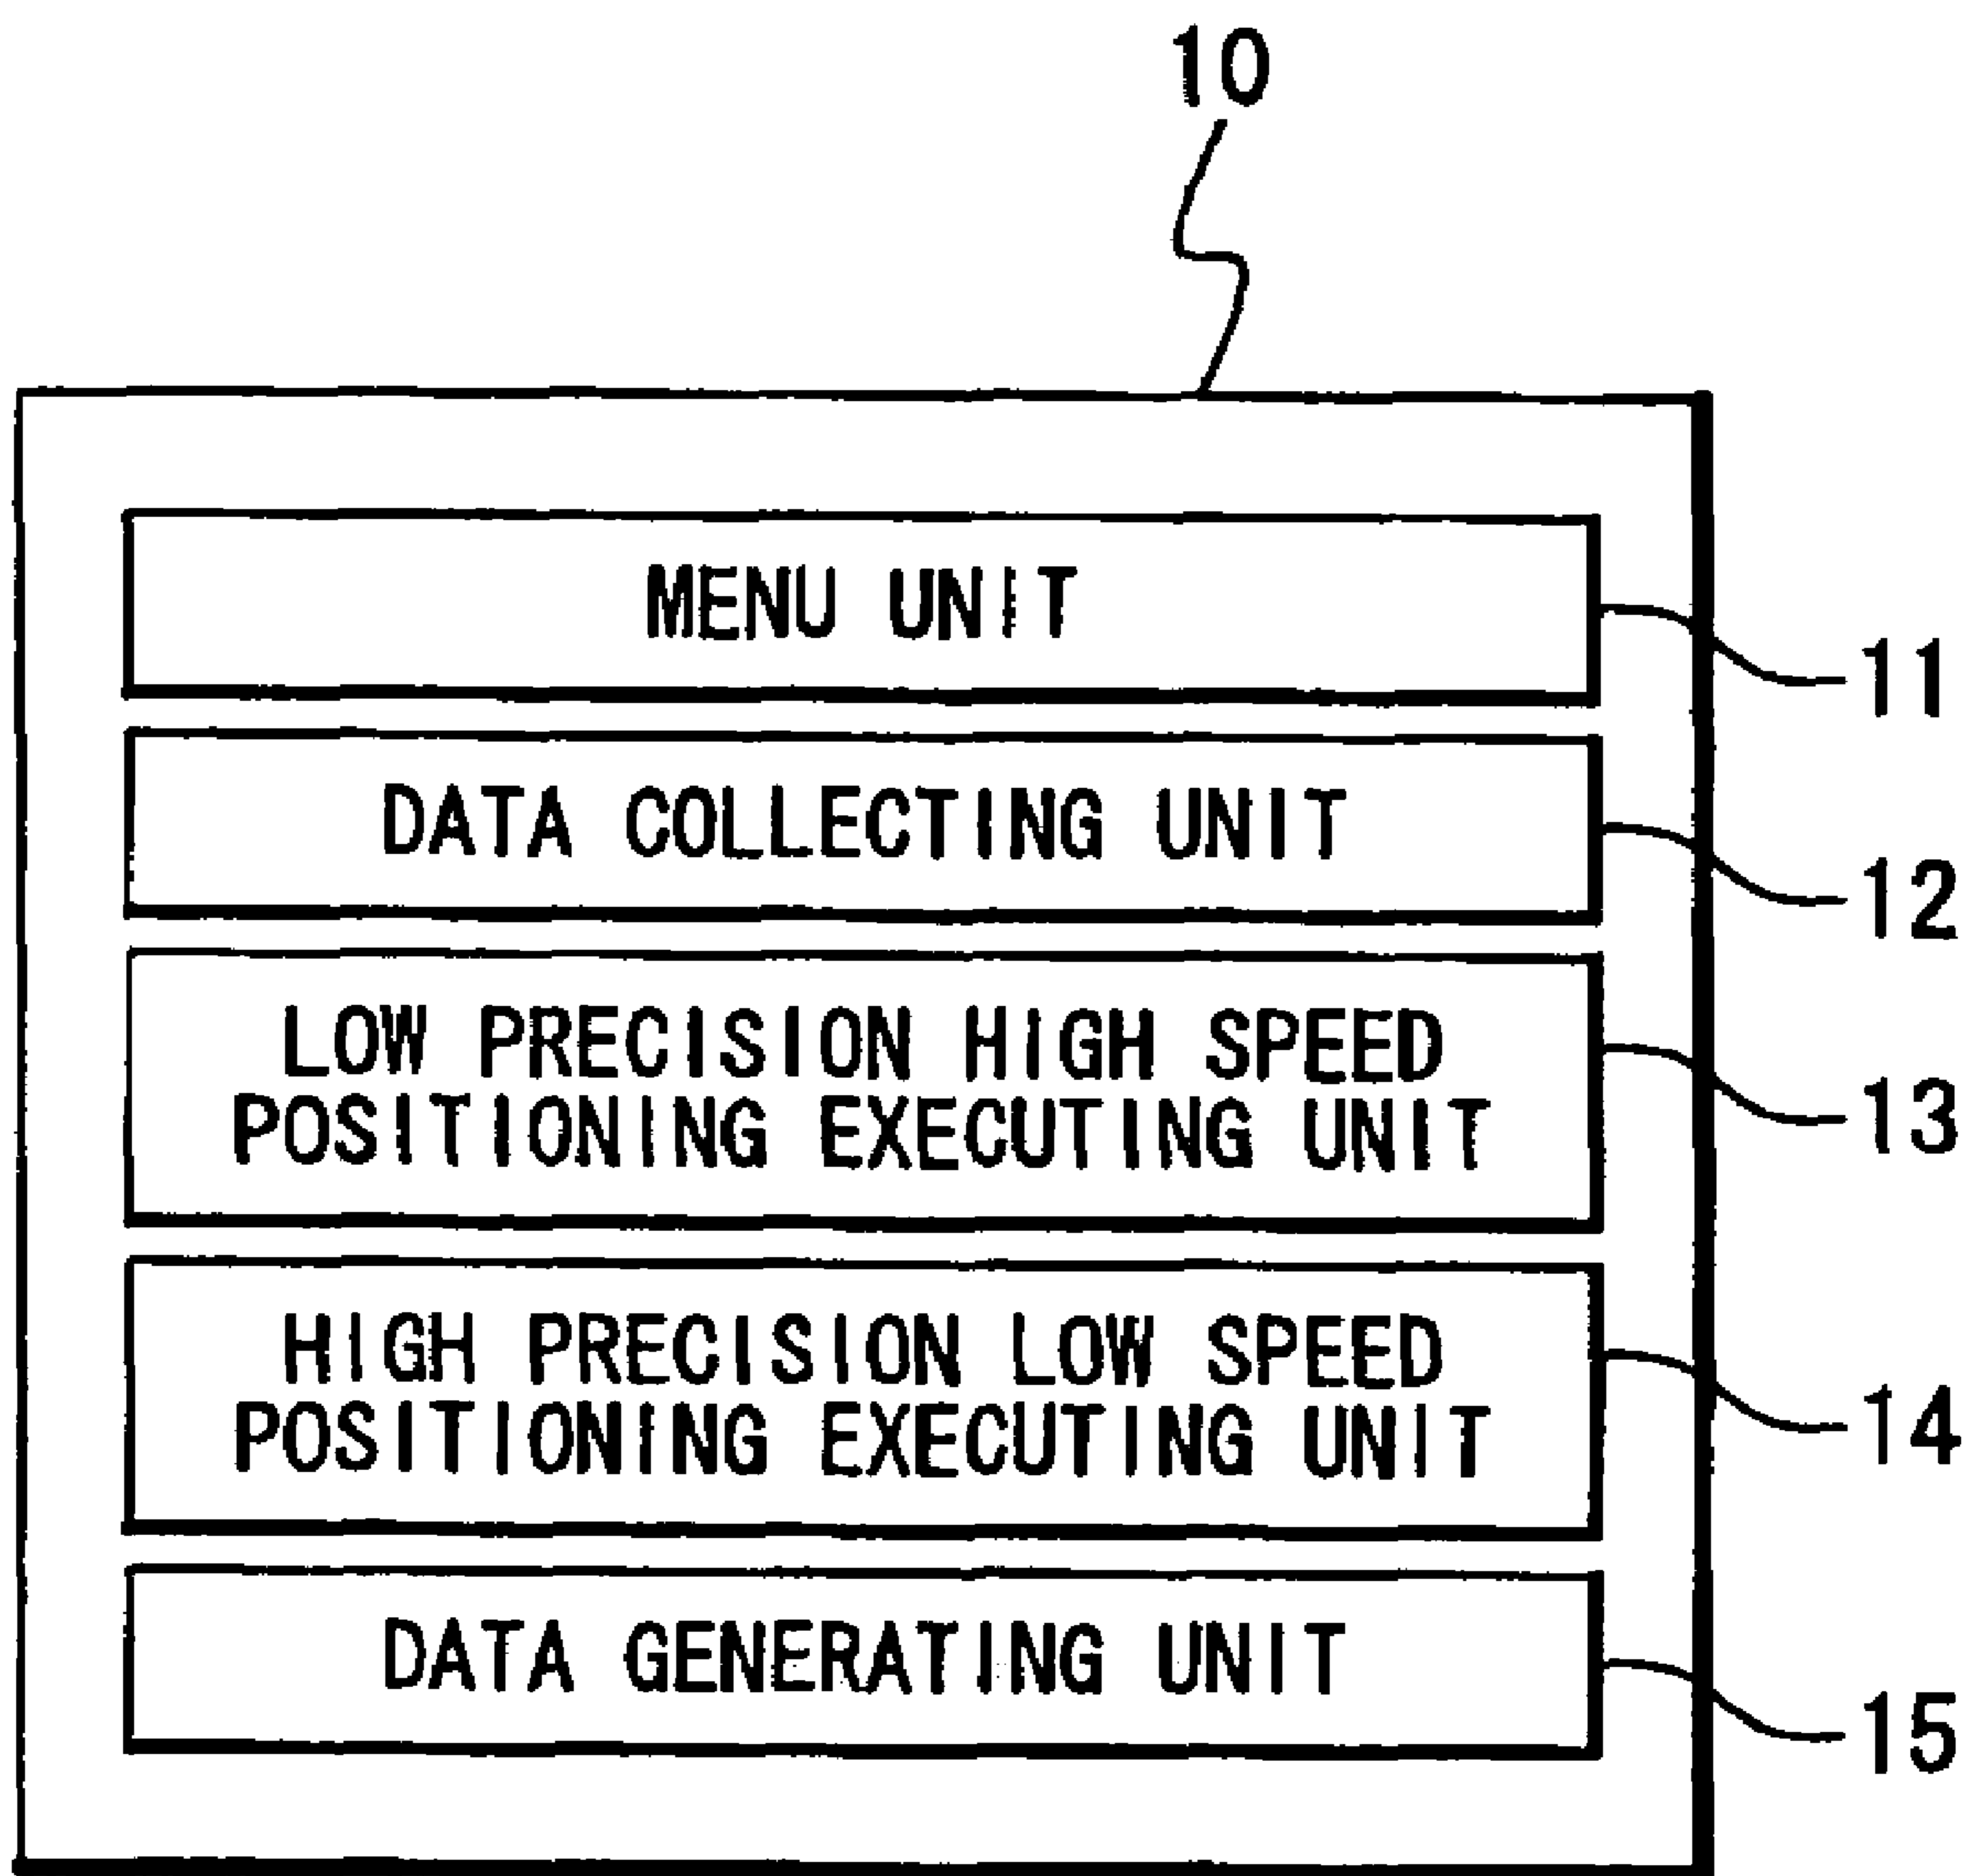 10
MENU UNIT
11
DATA COLLECTING UNIT
12
LOW PRECISION HIGH SPEED
POSITIONING EXECUTING UNIT
13
HIGH PRECISION LOW SPEED
POSITIONING EXECUTING UNIT
14
DATA GENERATING UNIT
15